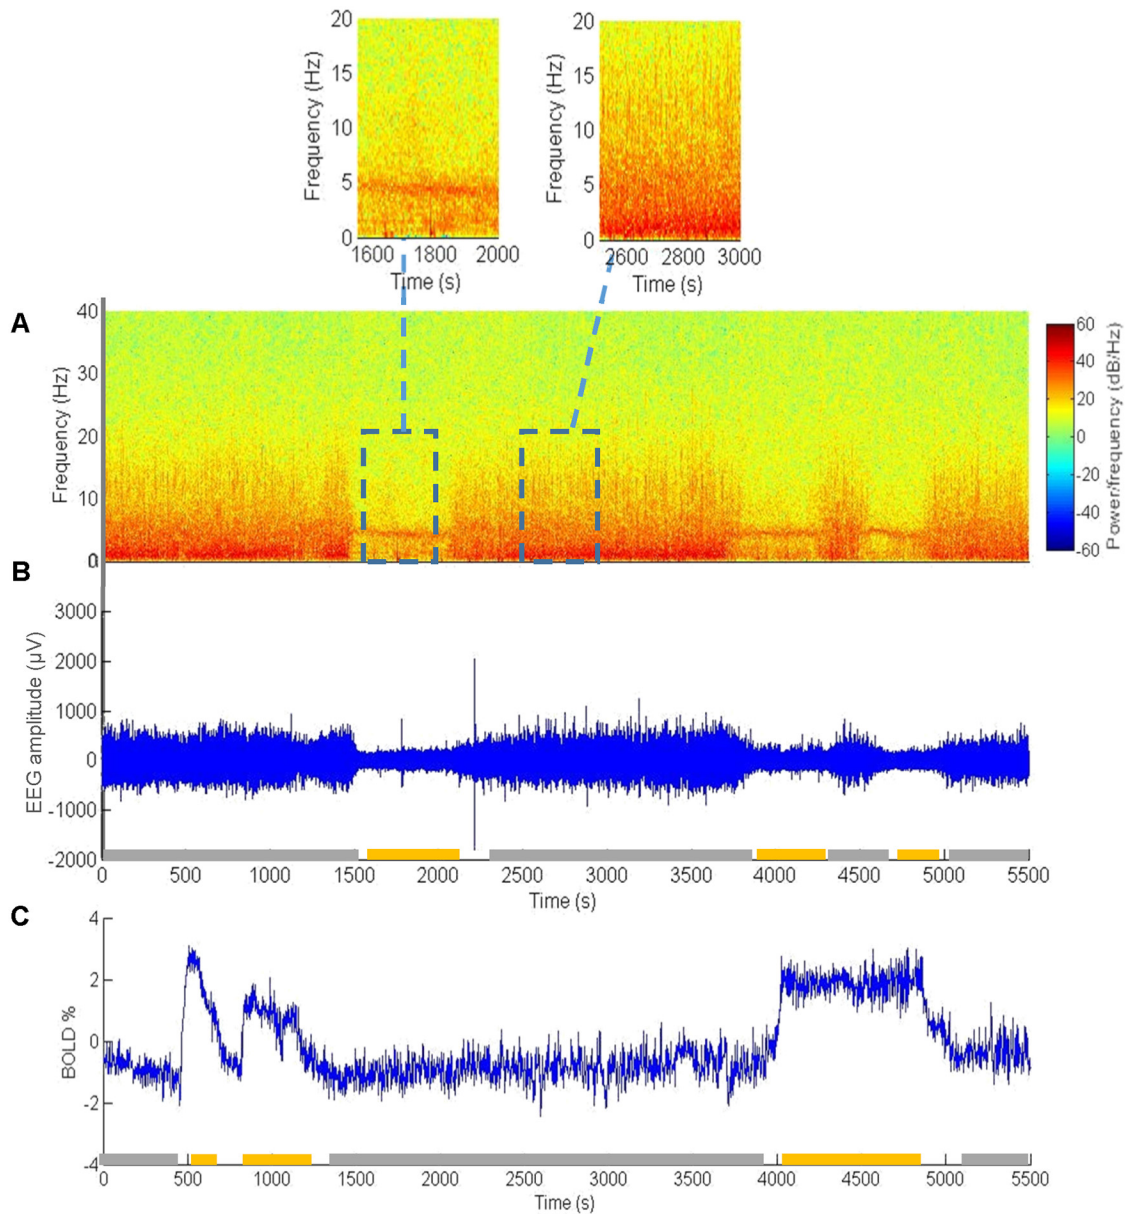 20
15
10
5
0
Frequency (Hz)
1600 1800 2000
Time (s)
20
15
10
5
0
Frequency (Hz)
2600 2800 3000
Time (s)
A
40
30
20
10
0
Frequency (Hz)
60
40
20
0
-20
-40
-60
Power/frequency (dB/Hz)
B
3000
2000
1000
0
-1000
-2000
EEG amplitude (µV)
0 500 1000 1500 2000 2500 3000 3500 4000 4500 5000 5500
Time (s)
C
4
2
0
-2
-4
BOLD %
0 500 1000 1500 2000 2500 3000 3500 4000 4500 5000 5500
Time (s)